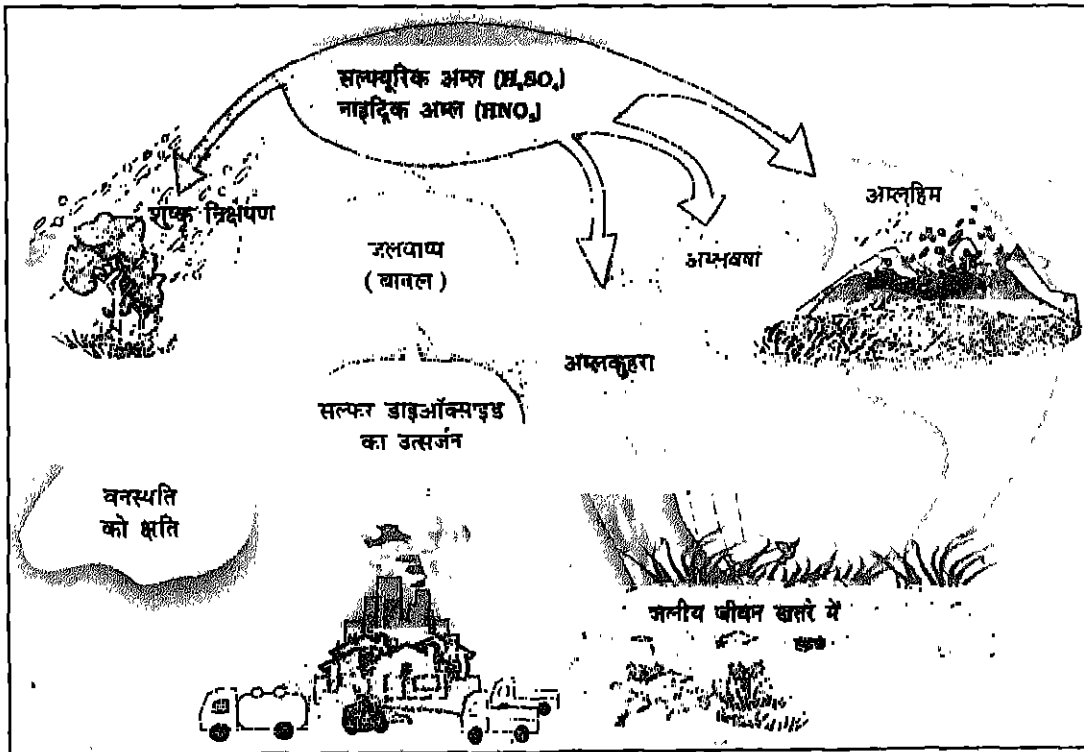 सल्फ्यूरिक अम्ल (H₂SO₄)
नाइट्रिक अम्ल (HNO₃)
शुष्क निक्षेपण
अम्लहिम
जलवाष्प
(बादल)
अम्लवर्षा
अम्लकुहरा
सल्फर डाइऑक्साइड
का उत्सर्जन
वनस्पति
को क्षति
जलीय जीवन खतरे में